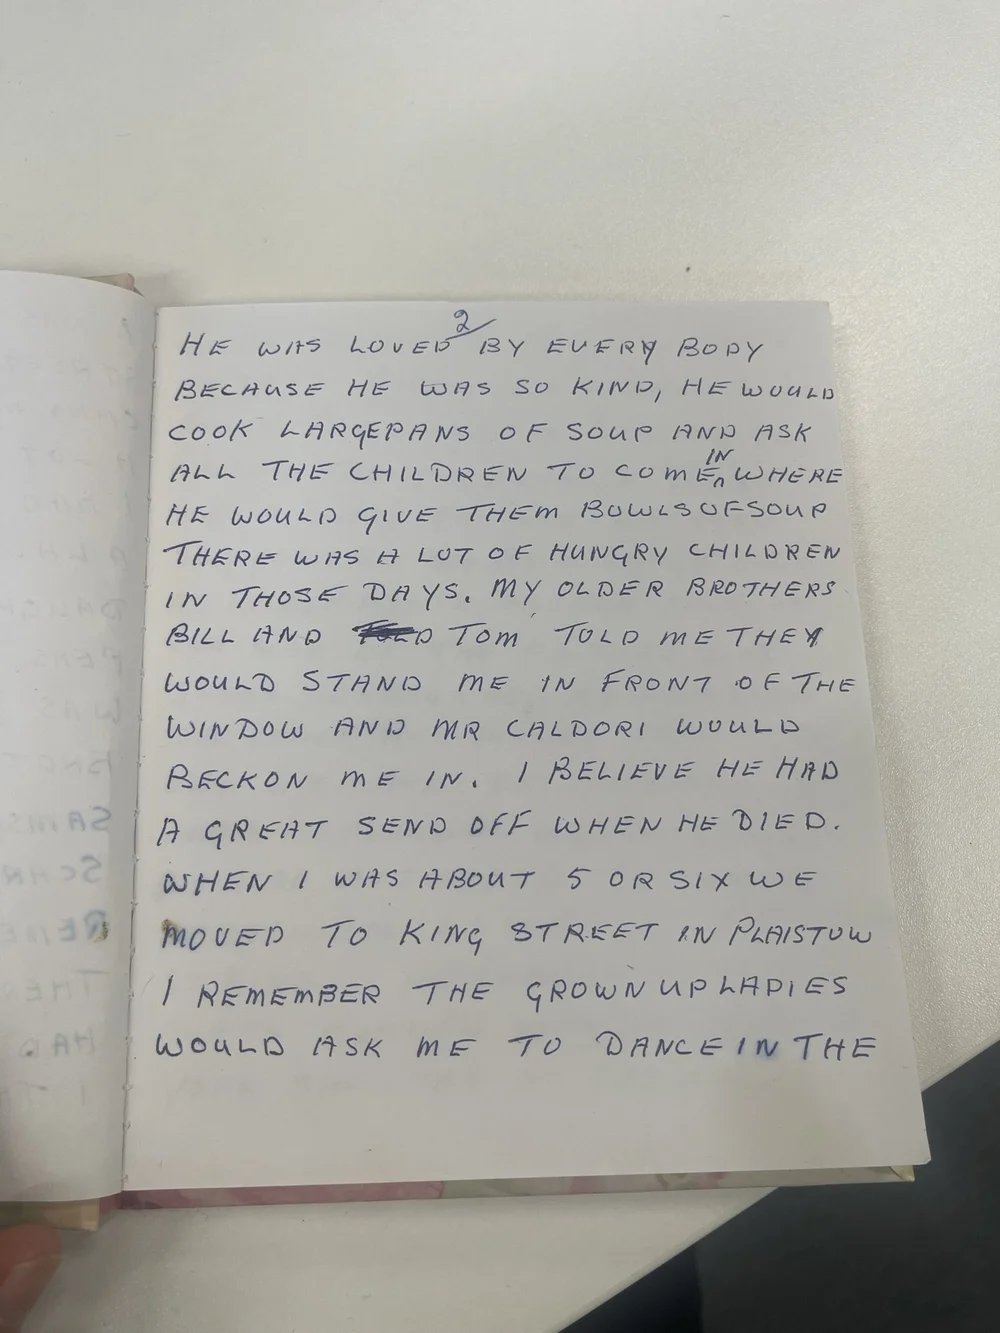 2
HE WAS LOVED BY EVERY BODY
BECAUSE HE WAS SO KIND, HE WOULD
COOK LARGEPANS OF SOUP AND ASK
ALL THE CHILDREN TO COME IN WHERE
HE WOULD GIVE THEM BOWLSOFSOUP
THERE WAS A LOT OF HUNGRY CHILDREN
IN THOSE DAYS. MY OLDER BROTHERS
BILL AND TOM TOLD ME THEY
WOULD STAND ME IN FRONT OF THE
WINDOW AND MR CALDORI WOULD
BECKON ME IN. I BELIEVE HE HAD
A GREAT SEND OFF WHEN HE DIED.
WHEN I WAS ABOUT 5 OR SIX WE
MOVED TO KING STREET IN PLAISTOW
I REMEMBER THE GROWN UP LADIES
WOULD ASK ME TO DANCE IN THE